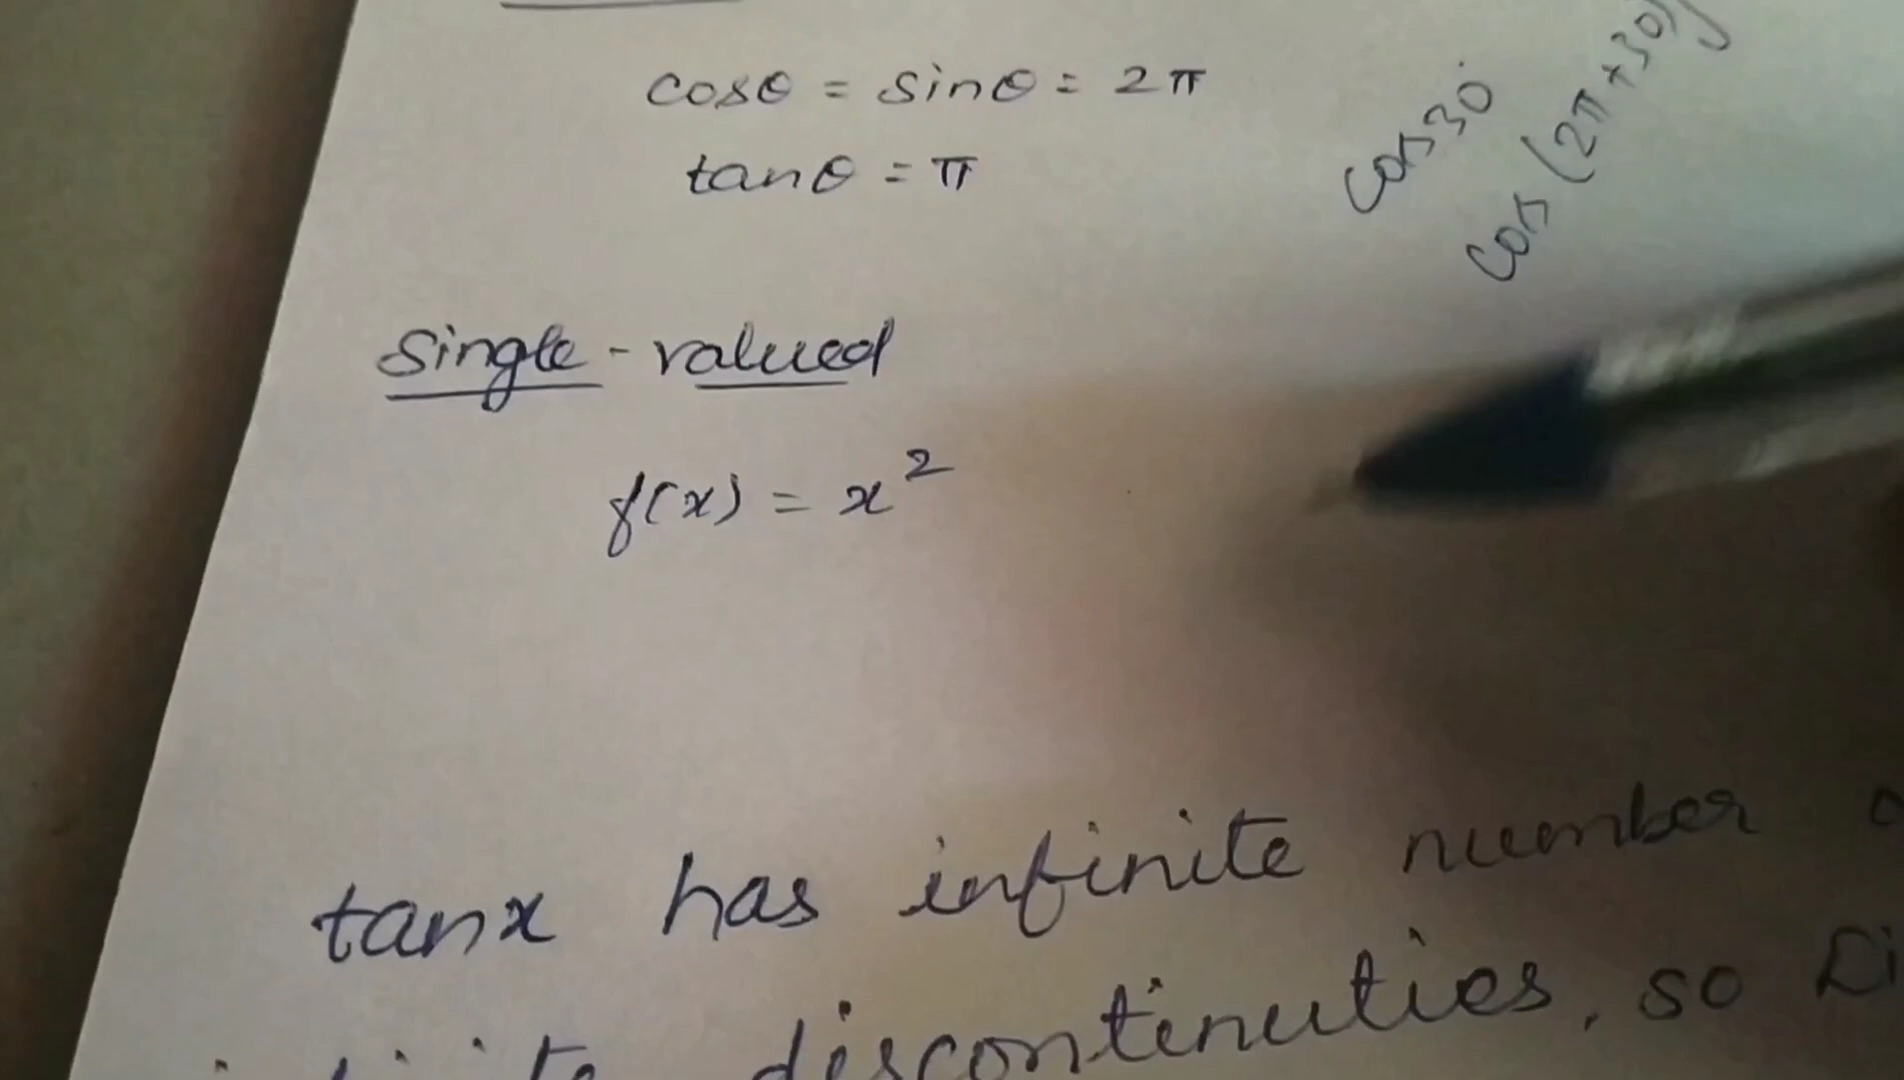 cosθ = sinθ = 2π
tanθ = π
cos30
cos(2π+30)
Single-valued
f(x) = x²
tanx has infinite number
discontinuties, so